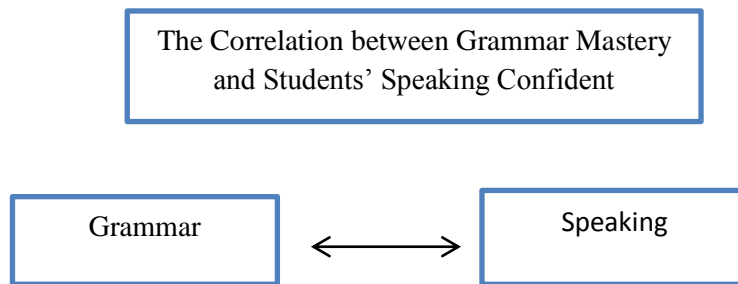 The Correlation between Grammar Mastery
and Students’ Speaking Confident
Grammar
Speaking